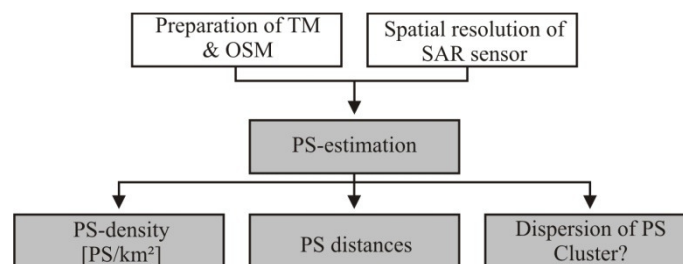 Preparation of TM
& OSM
Spatial resolution of
SAR sensor
PS-estimation
PS-density
[PS/km²]
PS distances
Dispersion of PS
Cluster?